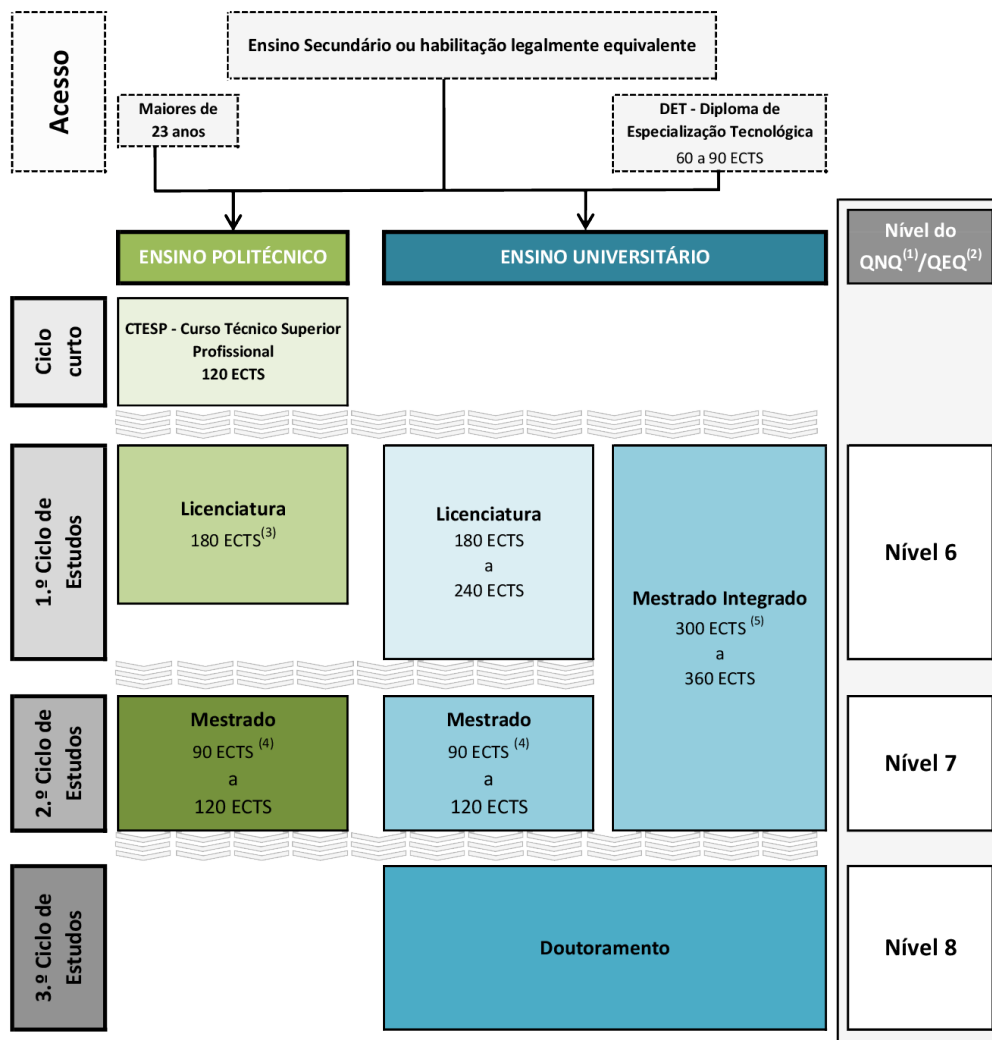 Acesso
Ensino Secundário ou habilitação legalmente equivalente
Maiores de
23 anos
DET - Diploma de
Especialização Tecnológica
60 a 90 ECTS
ENSINO POLITÉCNICO
ENSINO UNIVERSITÁRIO
Nível do
QNQ(1)/QEQ(2)
Ciclo
curto
CTESP - Curso Técnico Superior
Profissional
120 ECTS
1.º Ciclo de
Estudos
Licenciatura
180 ECTS(3)
Licenciatura
180 ECTS
a
240 ECTS
Mestrado Integrado
300 ECTS (5)
a
360 ECTS
Nível 6
2.º Ciclo de
Estudos
Mestrado
90 ECTS (4)
a
120 ECTS
Mestrado
90 ECTS (4)
a
120 ECTS
Nível 7
3.º Ciclo de
Estudos
Doutoramento
Nível 8